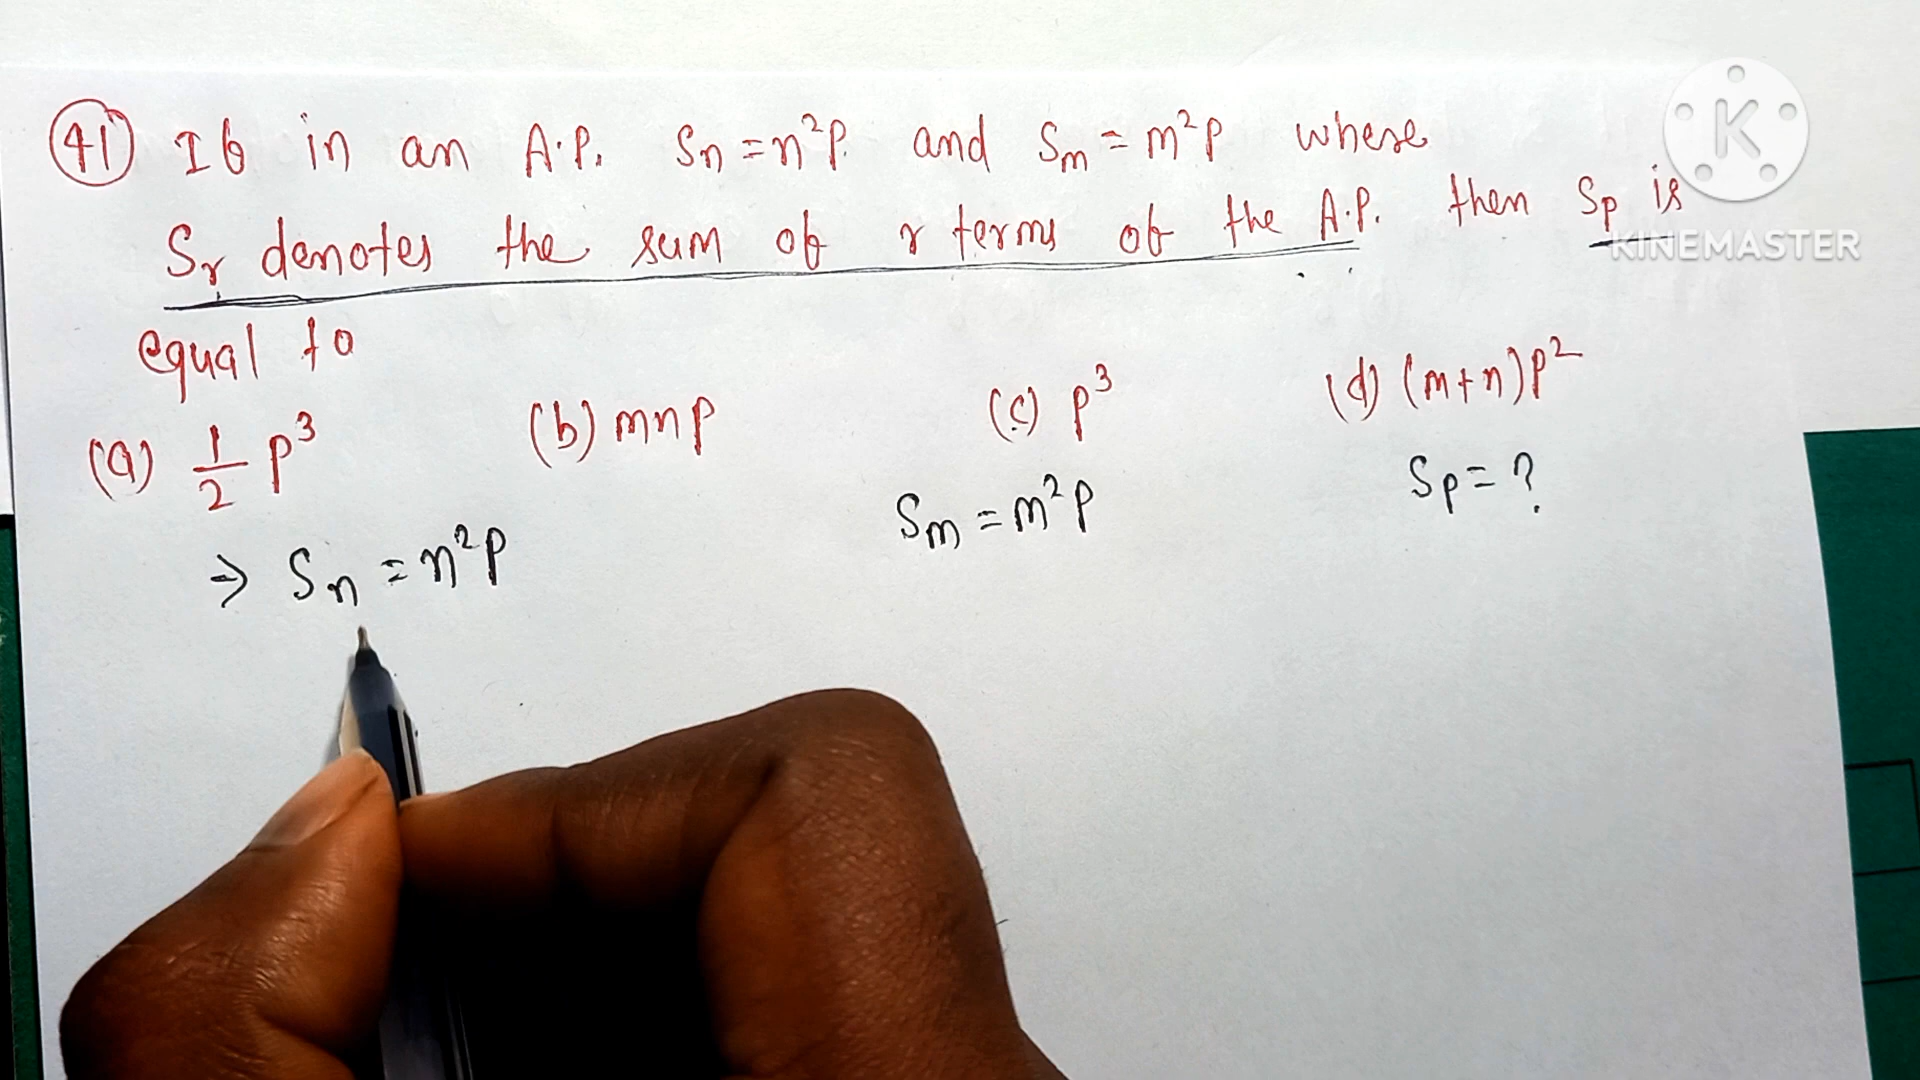 41 If in an A.P. Sn = n²p and Sm = m²p where
Sr denotes the sum of r terms of the A.P. then Sp is
equal to
(a) 1/2 p³ (b) mnp (c) p³ (d) (m+n)p²
⇒ Sn = n²p Sm = m²p Sp = ?
K
KINEMASTER